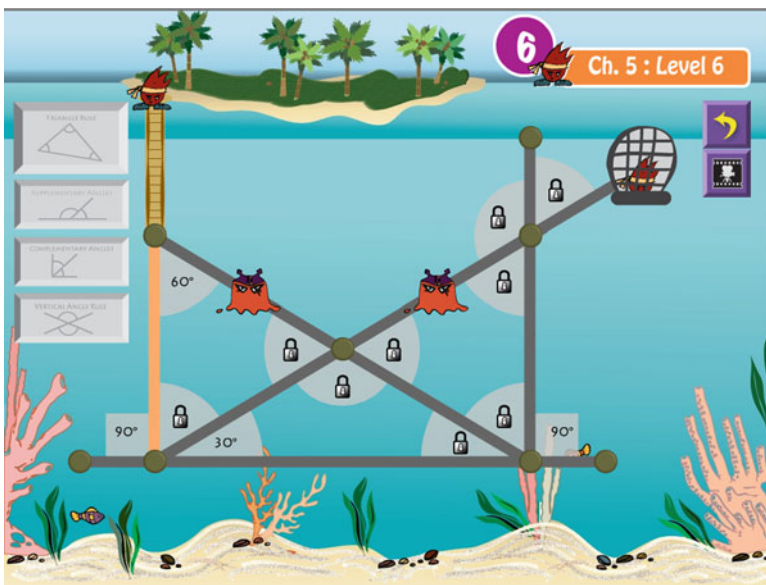 6
Ch. 5 : Level 6
TRIANGLE RULE
SUPPLEMENTARY ANGLES
COMPLEMENTARY ANGLES
VERTICAL ANGLE RULE
60°
90°
30°
90°